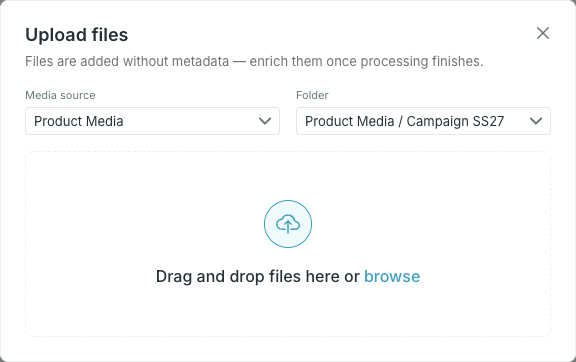 Upload files
Files are added without metadata — enrich them once processing finishes.
Media source
Folder
Product Media
Product Media / Campaign SS27
Drag and drop files here or browse